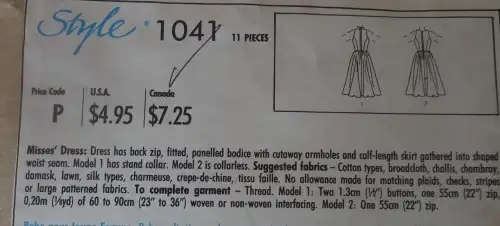 Style 1041 11 PIECES
Price Code U.S.A. Canada
P $4.95 $7.25
1 2
Misses' Dress: Dress has back zip, fitted, panelled bodice with cutaway armholes and calf-length skirt gathered into shaped
waist seam. Model 1 has stand collar. Model 2 is collarless. Suggested fabrics – Cotton types, broadcloth, challis, chambray,
damask, lawn, silk types, charmeuse, crepe-de-chine, tissu faille. No allowance made for matching plaids, checks, stripes
or large patterned fabrics. To complete garment – Thread. Model 1: Two 1.3cm (½") buttons, one 55cm (22") zip,
0,20m (¼yd) of 60 to 90cm (23" to 36") woven or non-woven interfacing. Model 2: One 55cm (22") zip.